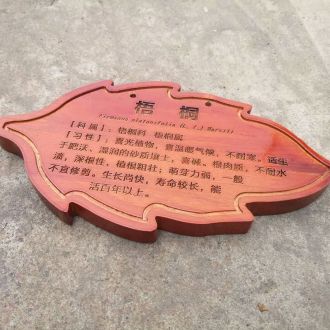 梧桐
Firmiana platanifolia (L. f.) Marsili
[科属]：梧桐科 梧桐属
[习性]：喜光植物，喜温暖气候，不耐寒。适生
于肥沃、湿润的砂质壤土，喜碱。根肉质，不耐水
渍，深根性，植根粗壮；萌芽力弱，一般
不宜修剪。生长尚快，寿命较长，能
活百年以上。